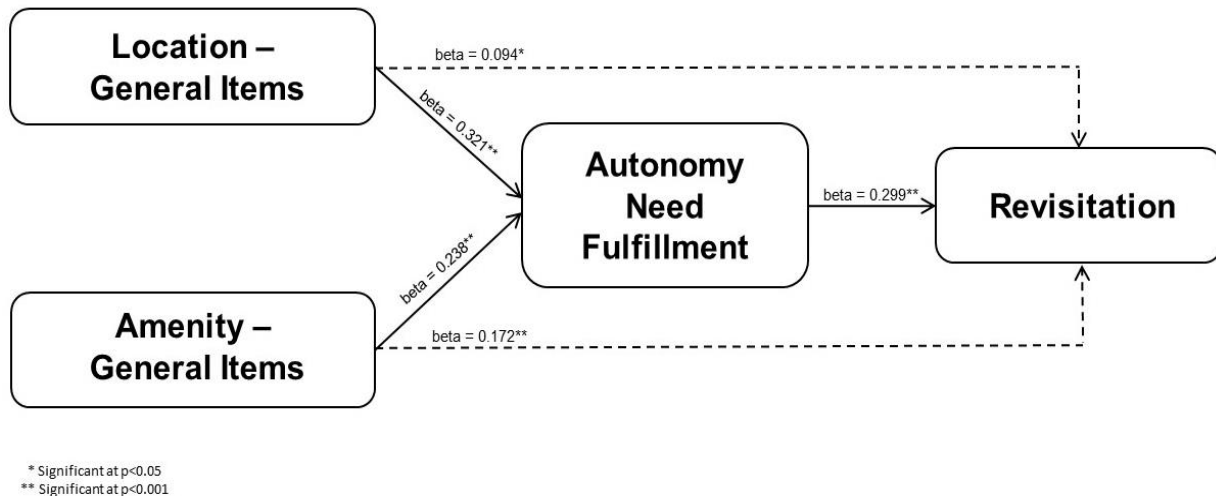 Location –
General Items
beta = 0.094*
beta = 0.321**
Autonomy
Need
Fulfillment
beta = 0.299**
Revisitation
beta = 0.238**
Amenity –
General Items
beta = 0.172**
* Significant at p<0.05
** Significant at p<0.001